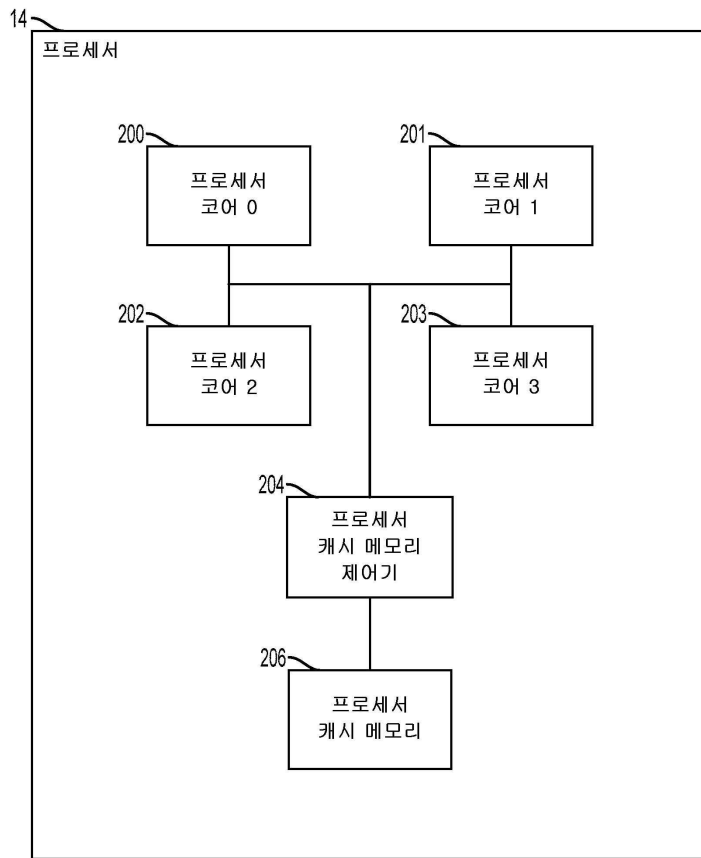 14
프로세서
200
프로세서
코어 0
201
프로세서
코어 1
202
프로세서
코어 2
203
프로세서
코어 3
204
프로세서
캐시 메모리
제어기
206
프로세서
캐시 메모리